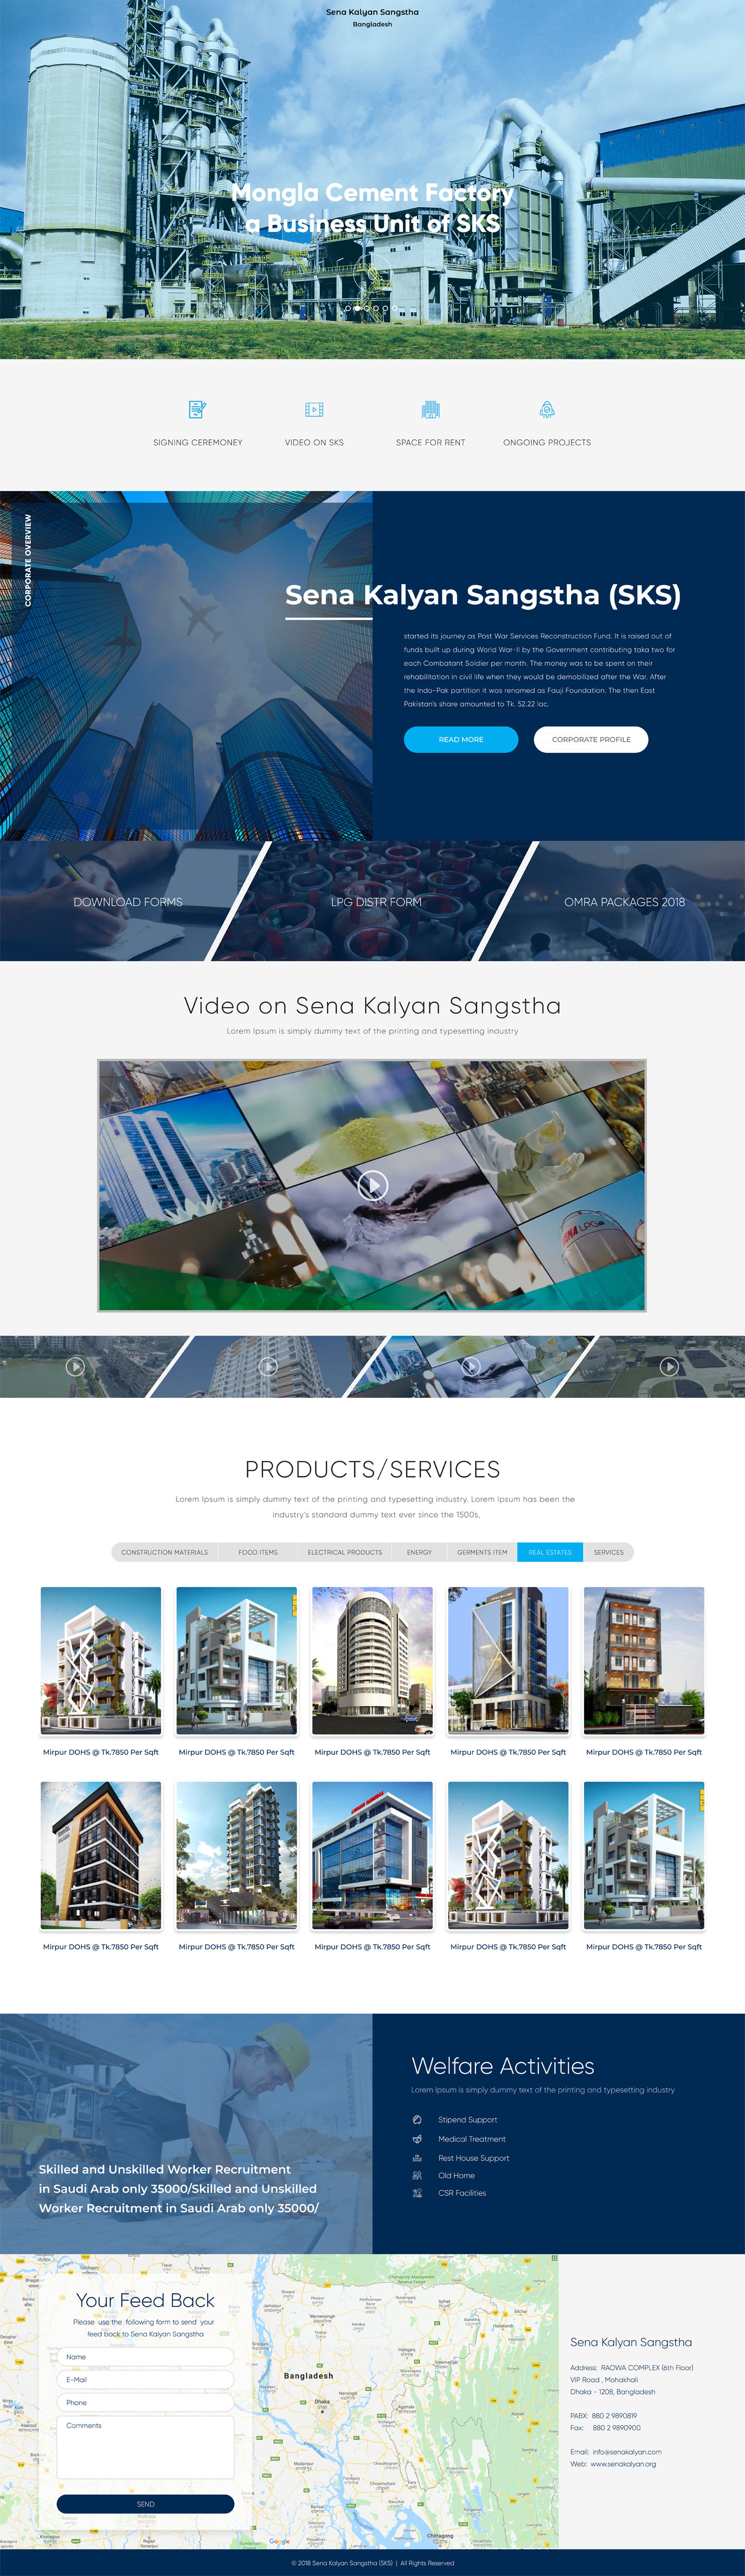 Sena Kalyan Sangstha
Bangladesh
Mongla Cement Factory
a Business Unit of SKS
SIGNING CEREMONEY
VIDEO ON SKS
SPACE FOR RENT
ONGOING PROJECTS
CORPORATE OVERVIEW
Sena Kalyan Sangstha (SKS)
started its journey as Post War Services Reconstruction Fund. It is raised out of
funds built up during World War-II by the Government contributing taka two for
each Combatant Soldier per month. The money was to be spent on their
rehabilitation in civil life when they would be demobilized after the War. After
the Indo-Pak partition it was renomed as Fauji Foundation. The then East
Pakistan's share amounted to Tk. 52.22 lac.
READ MORE
CORPORATE PROFILE
DOWNLOAD FORMS
LPG DISTR FORM
OMRA PACKAGES 2018
Video on Sena Kalyan Sangstha
Lorem Ipsum is simply dummy text of the printing and typesetting industry
PRODUCTS/SERVICES
Lorem Ipsum is simply dummy text of the printing and typesetting industry. Lorem Ipsum has been the
industry's standard dummy text ever since the 1500s,
CONSTRUCTION MATERIALS
FOOD ITEMS
ELECTRICAL PRODUCTS
ENERGY
GERMENTS ITEM
REAL ESTATES
SERVICES
Mirpur DOHS @ Tk.7850 Per Sqft
Mirpur DOHS @ Tk.7850 Per Sqft
Mirpur DOHS @ Tk.7850 Per Sqft
Mirpur DOHS @ Tk.7850 Per Sqft
Mirpur DOHS @ Tk.7850 Per Sqft
Mirpur DOHS @ Tk.7850 Per Sqft
Mirpur DOHS @ Tk.7850 Per Sqft
Mirpur DOHS @ Tk.7850 Per Sqft
Mirpur DOHS @ Tk.7850 Per Sqft
Mirpur DOHS @ Tk.7850 Per Sqft
Skilled and Unskilled Worker Recruitment
in Saudi Arab only 35000/Skilled and Unskilled
Worker Recruitment in Saudi Arab only 35000/
Welfare Activities
Lorem Ipsum is simply dummy text of the printing and typesetting industry
Stipend Support
Medical Treatment
Rest House Support
Old Home
CSR Facilities
Your Feed Back
Please use the following form to send your
feed back to Sena Kalyan Sangstha
Name
E-Mail
Phone
Comments
SEND
Bangladesh
Dhaka
Chittagong
Google
Sena Kalyan Sangstha
Address: RAOWA COMPLEX (6th Floor)
VIP Road , Mohakhali
Dhaka - 1208, Bangladesh
PABX: 880 2 9890819
Fax: 880 2 9890900
Email: info@senakalyan.com
Web: www.senakalyan.org
© 2018 Sena Kalyan Sangstha (SKS) | All Rights Reserved